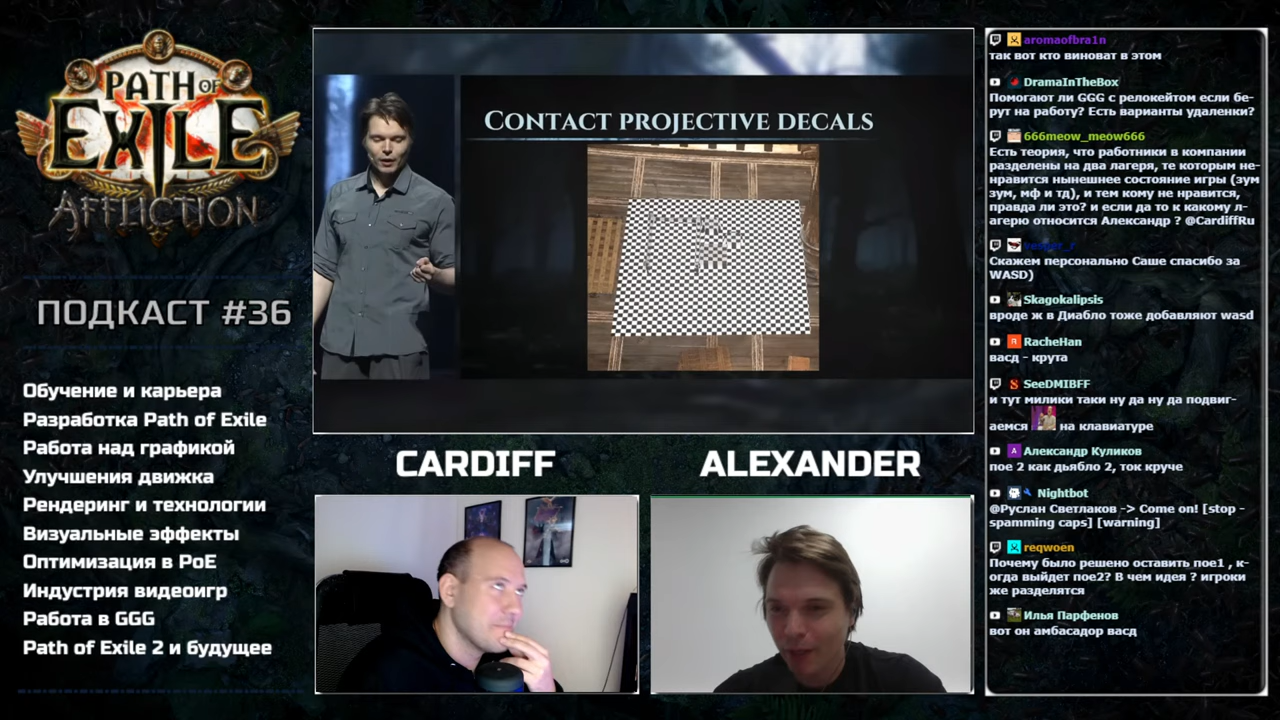 PATH OF
EXILE
AFFLICTION
ПОДКАСТ #36
Обучение и карьера
Разработка Path of Exile
Работа над графикой
Улучшения движка
Рендеринг и технологии
Визуальные эффекты
Оптимизация в PoE
Индустрия видеоигр
Работа в GGG
Path of Exile 2 и будущее
CONTACT PROJECTIVE DECALS
CARDIFF
ALEXANDER
aromaofbra1n
так вот кто виноват в этом
DramaInTheBox
Помогают ли GGG с релокейтом если бе-
рут на работу? Есть варианты удаленки?
666meow_meow666
Есть теория, что работники в компании
разделены на два лагеря, те которым не-
нравится нынешнее состояние игры (зум
зум, мф и тд), и тем кому не нравится,
правда ли это? и если да то к какому л-
агерю относится Александр ? @CardiffRu
vesper_r
Скажем персонально Саше спасибо за
WASD)
Skagokalipsis
вроде ж в Диабло тоже добавляют wasd
RacheHan
васд - крута
SeeDMIBFF
и тут милики таки ну да ну да подвиг-
аемся на клавиатуре
Александр Куликов
пое 2 как дьябло 2, ток круче
Nightbot
@Руслан Светлаков -> Come on! [stop -
spamming caps] [warning]
reqwoen
Почему было решено оставить пое1 , к-
огда выйдет пое2? В чем идея ? игроки
же разделятся
Илья Парфенов
вот он амбасадор васд